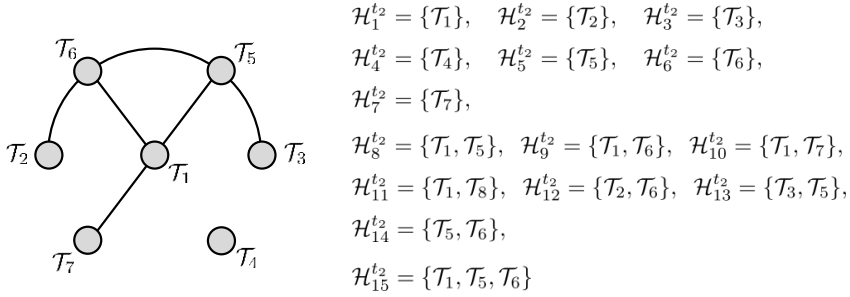 𝒯₆ 𝒯₅
𝒯₂ 𝒯₁ 𝒯₃
𝒯₇ 𝒯₄
ℋ₁^{t₂} = {𝒯₁}, ℋ₂^{t₂} = {𝒯₂}, ℋ₃^{t₂} = {𝒯₃},
ℋ₄^{t₂} = {𝒯₄}, ℋ₅^{t₂} = {𝒯₅}, ℋ₆^{t₂} = {𝒯₆},
ℋ₇^{t₂} = {𝒯₇},
ℋ₈^{t₂} = {𝒯₁, 𝒯₅}, ℋ₉^{t₂} = {𝒯₁, 𝒯₆}, ℋ₁₀^{t₂} = {𝒯₁, 𝒯₇},
ℋ₁₁^{t₂} = {𝒯₁, 𝒯₈}, ℋ₁₂^{t₂} = {𝒯₂, 𝒯₆}, ℋ₁₃^{t₂} = {𝒯₃, 𝒯₅},
ℋ₁₄^{t₂} = {𝒯₅, 𝒯₆},
ℋ₁₅^{t₂} = {𝒯₁, 𝒯₅, 𝒯₆}